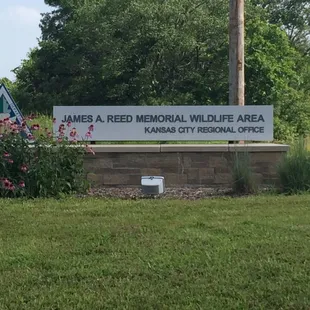 JAMES A. REED MEMORIAL WILDLIFE AREA
KANSAS CITY REGIONAL OFFICE